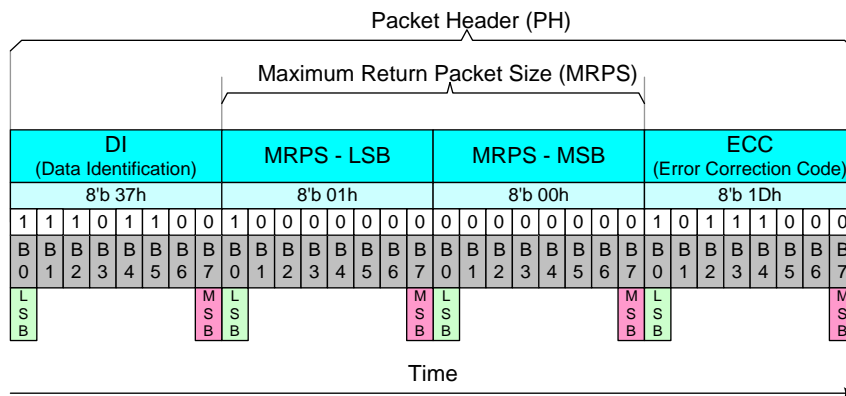 Packet Header (PH)
Maximum Return Packet Size (MRPS)
DI MRPS - LSB MRPS - MSB ECC
(Data Identification) (Error Correction Code)
8'b 37h 8'b 01h 8'b 00h 8'b 1Dh
1 1 1 0 1 1 0 0 1 0 0 0 0 0 0 0 0 0 0 0 0 0 0 0 1 0 1 1 1 0 0 0
B0 B1 B2 B3 B4 B5 B6 B7 B0 B1 B2 B3 B4 B5 B6 B7 B0 B1 B2 B3 B4 B5 B6 B7 B0 B1 B2 B3 B4 B5 B6 B7
LSB MSB LSB MSB LSB MSB LSB MSB
Time